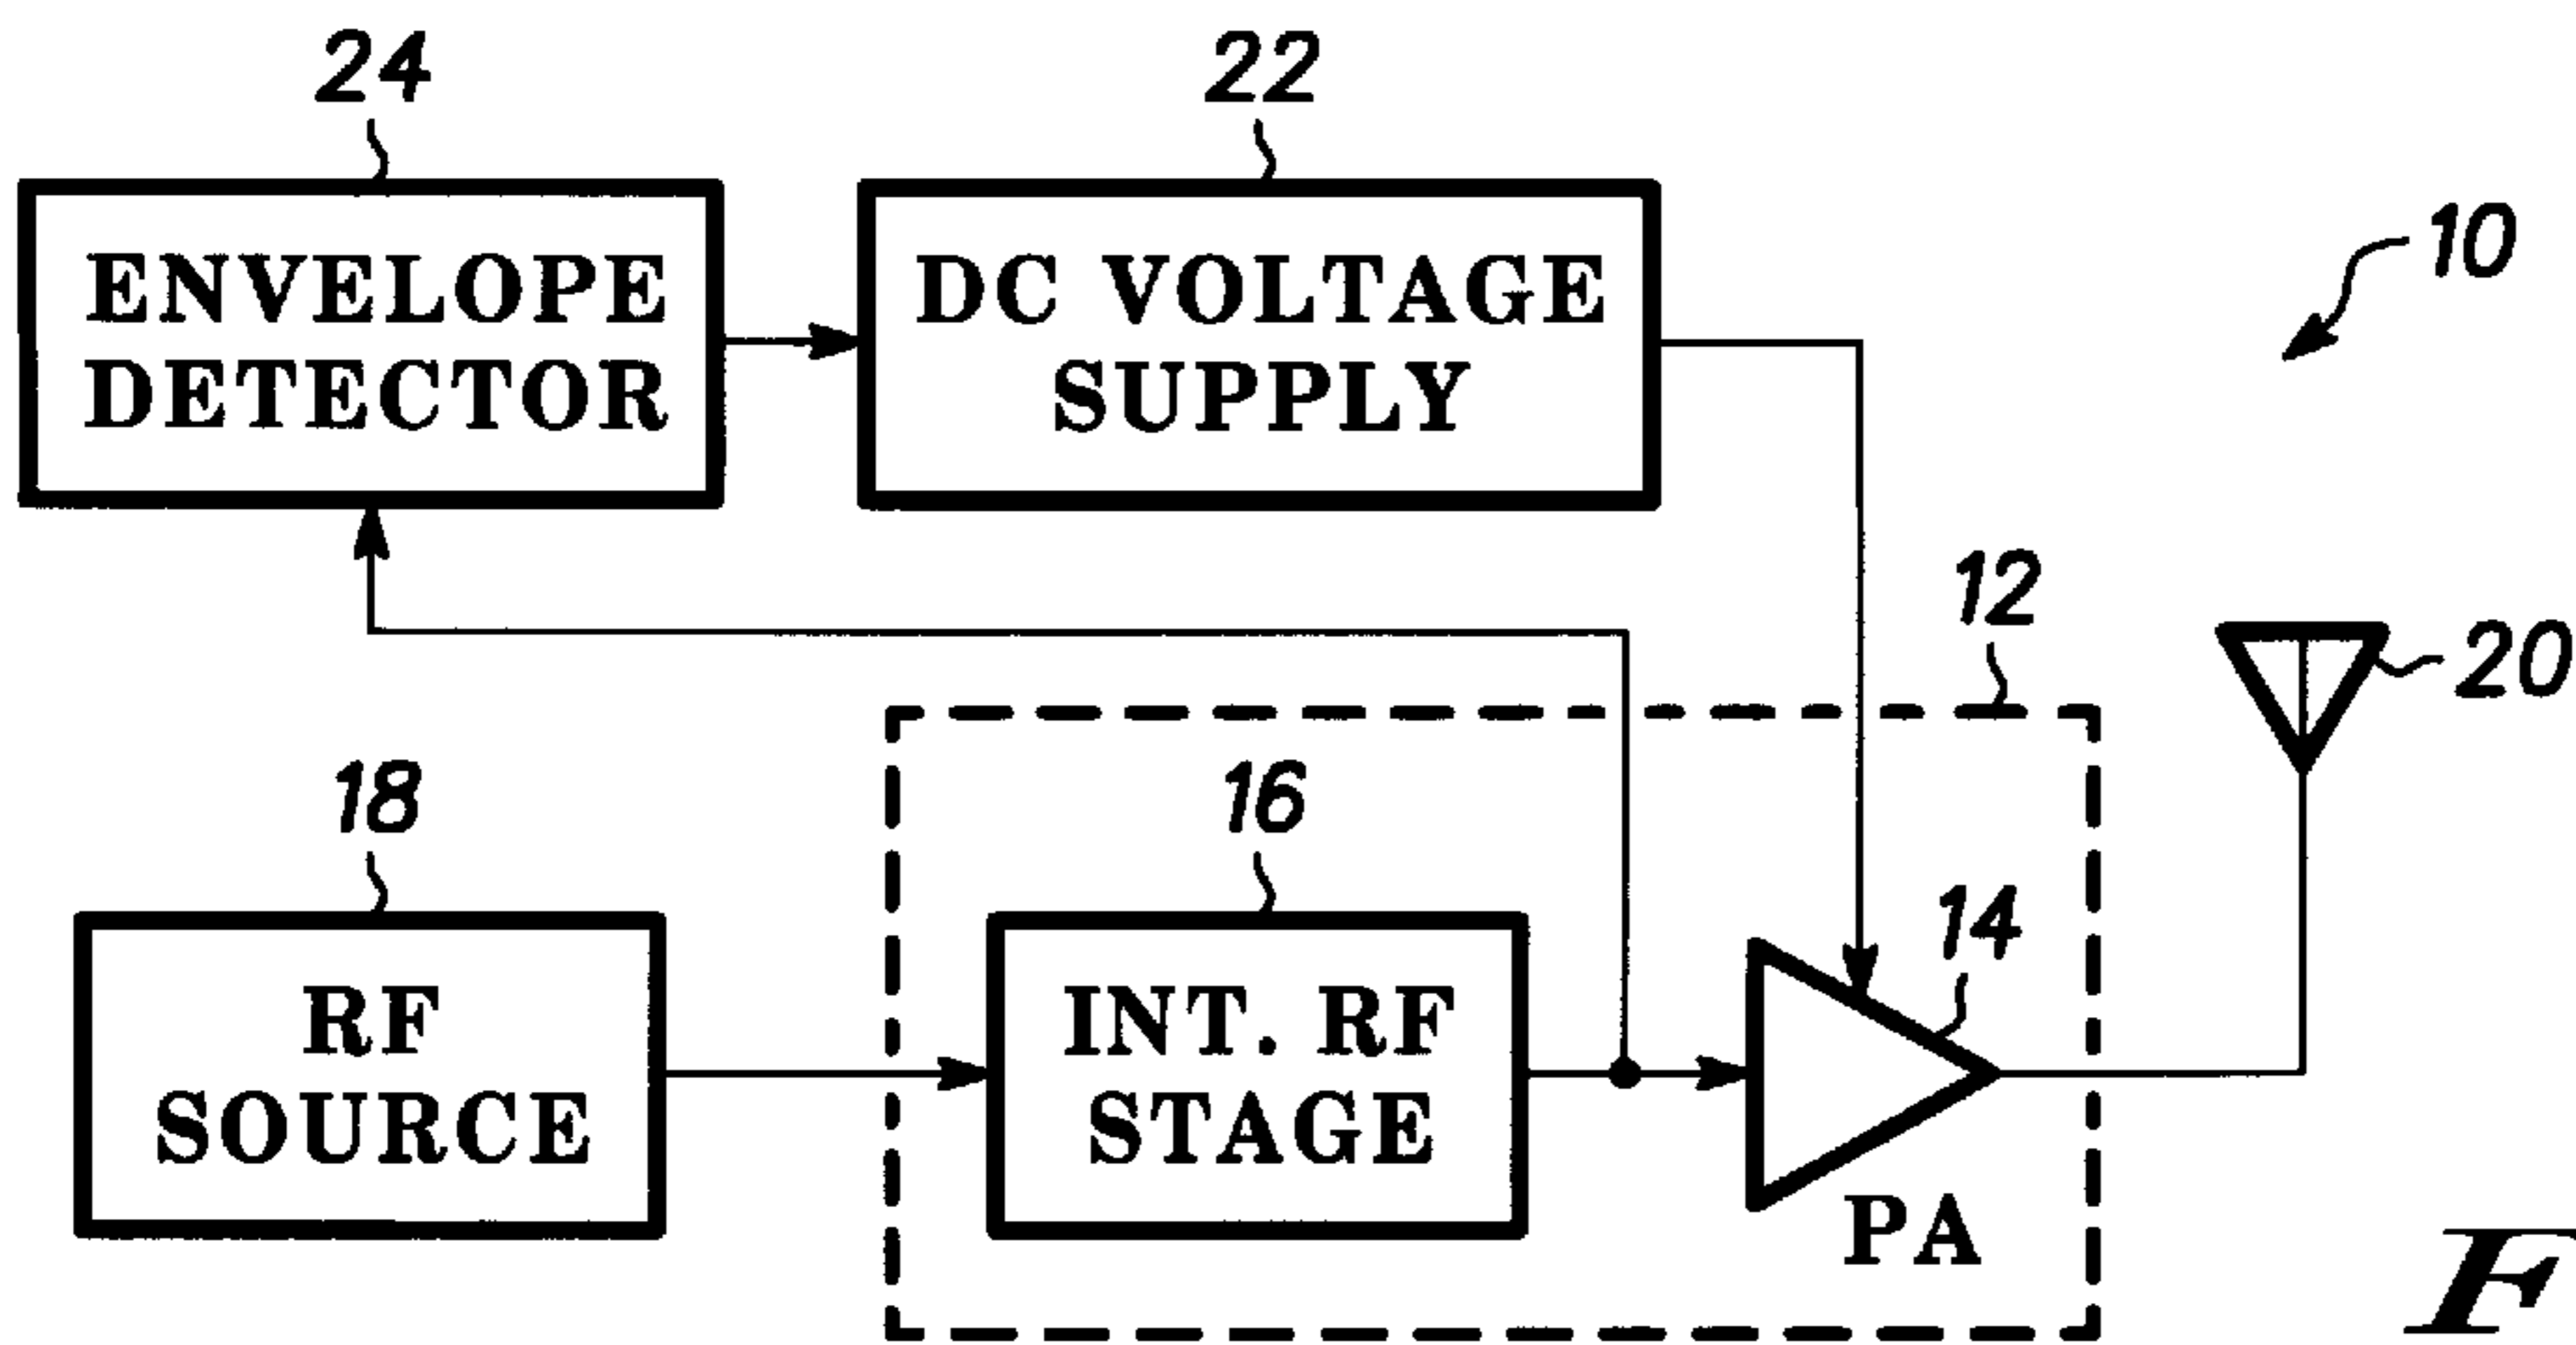 24
22
10
ENVELOPE
DETECTOR
DC VOLTAGE
SUPPLY
12
20
18
16
14
RF
SOURCE
INT. RF
STAGE
PA
F